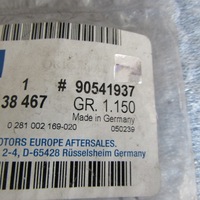 1 # 90541937
38 467 GR. 1.150
Made in Germany
0 281 002 169-020 050239
MOTORS EUROPE AFTERSALES.
2-4, D-65428 Rüsselsheim Germany